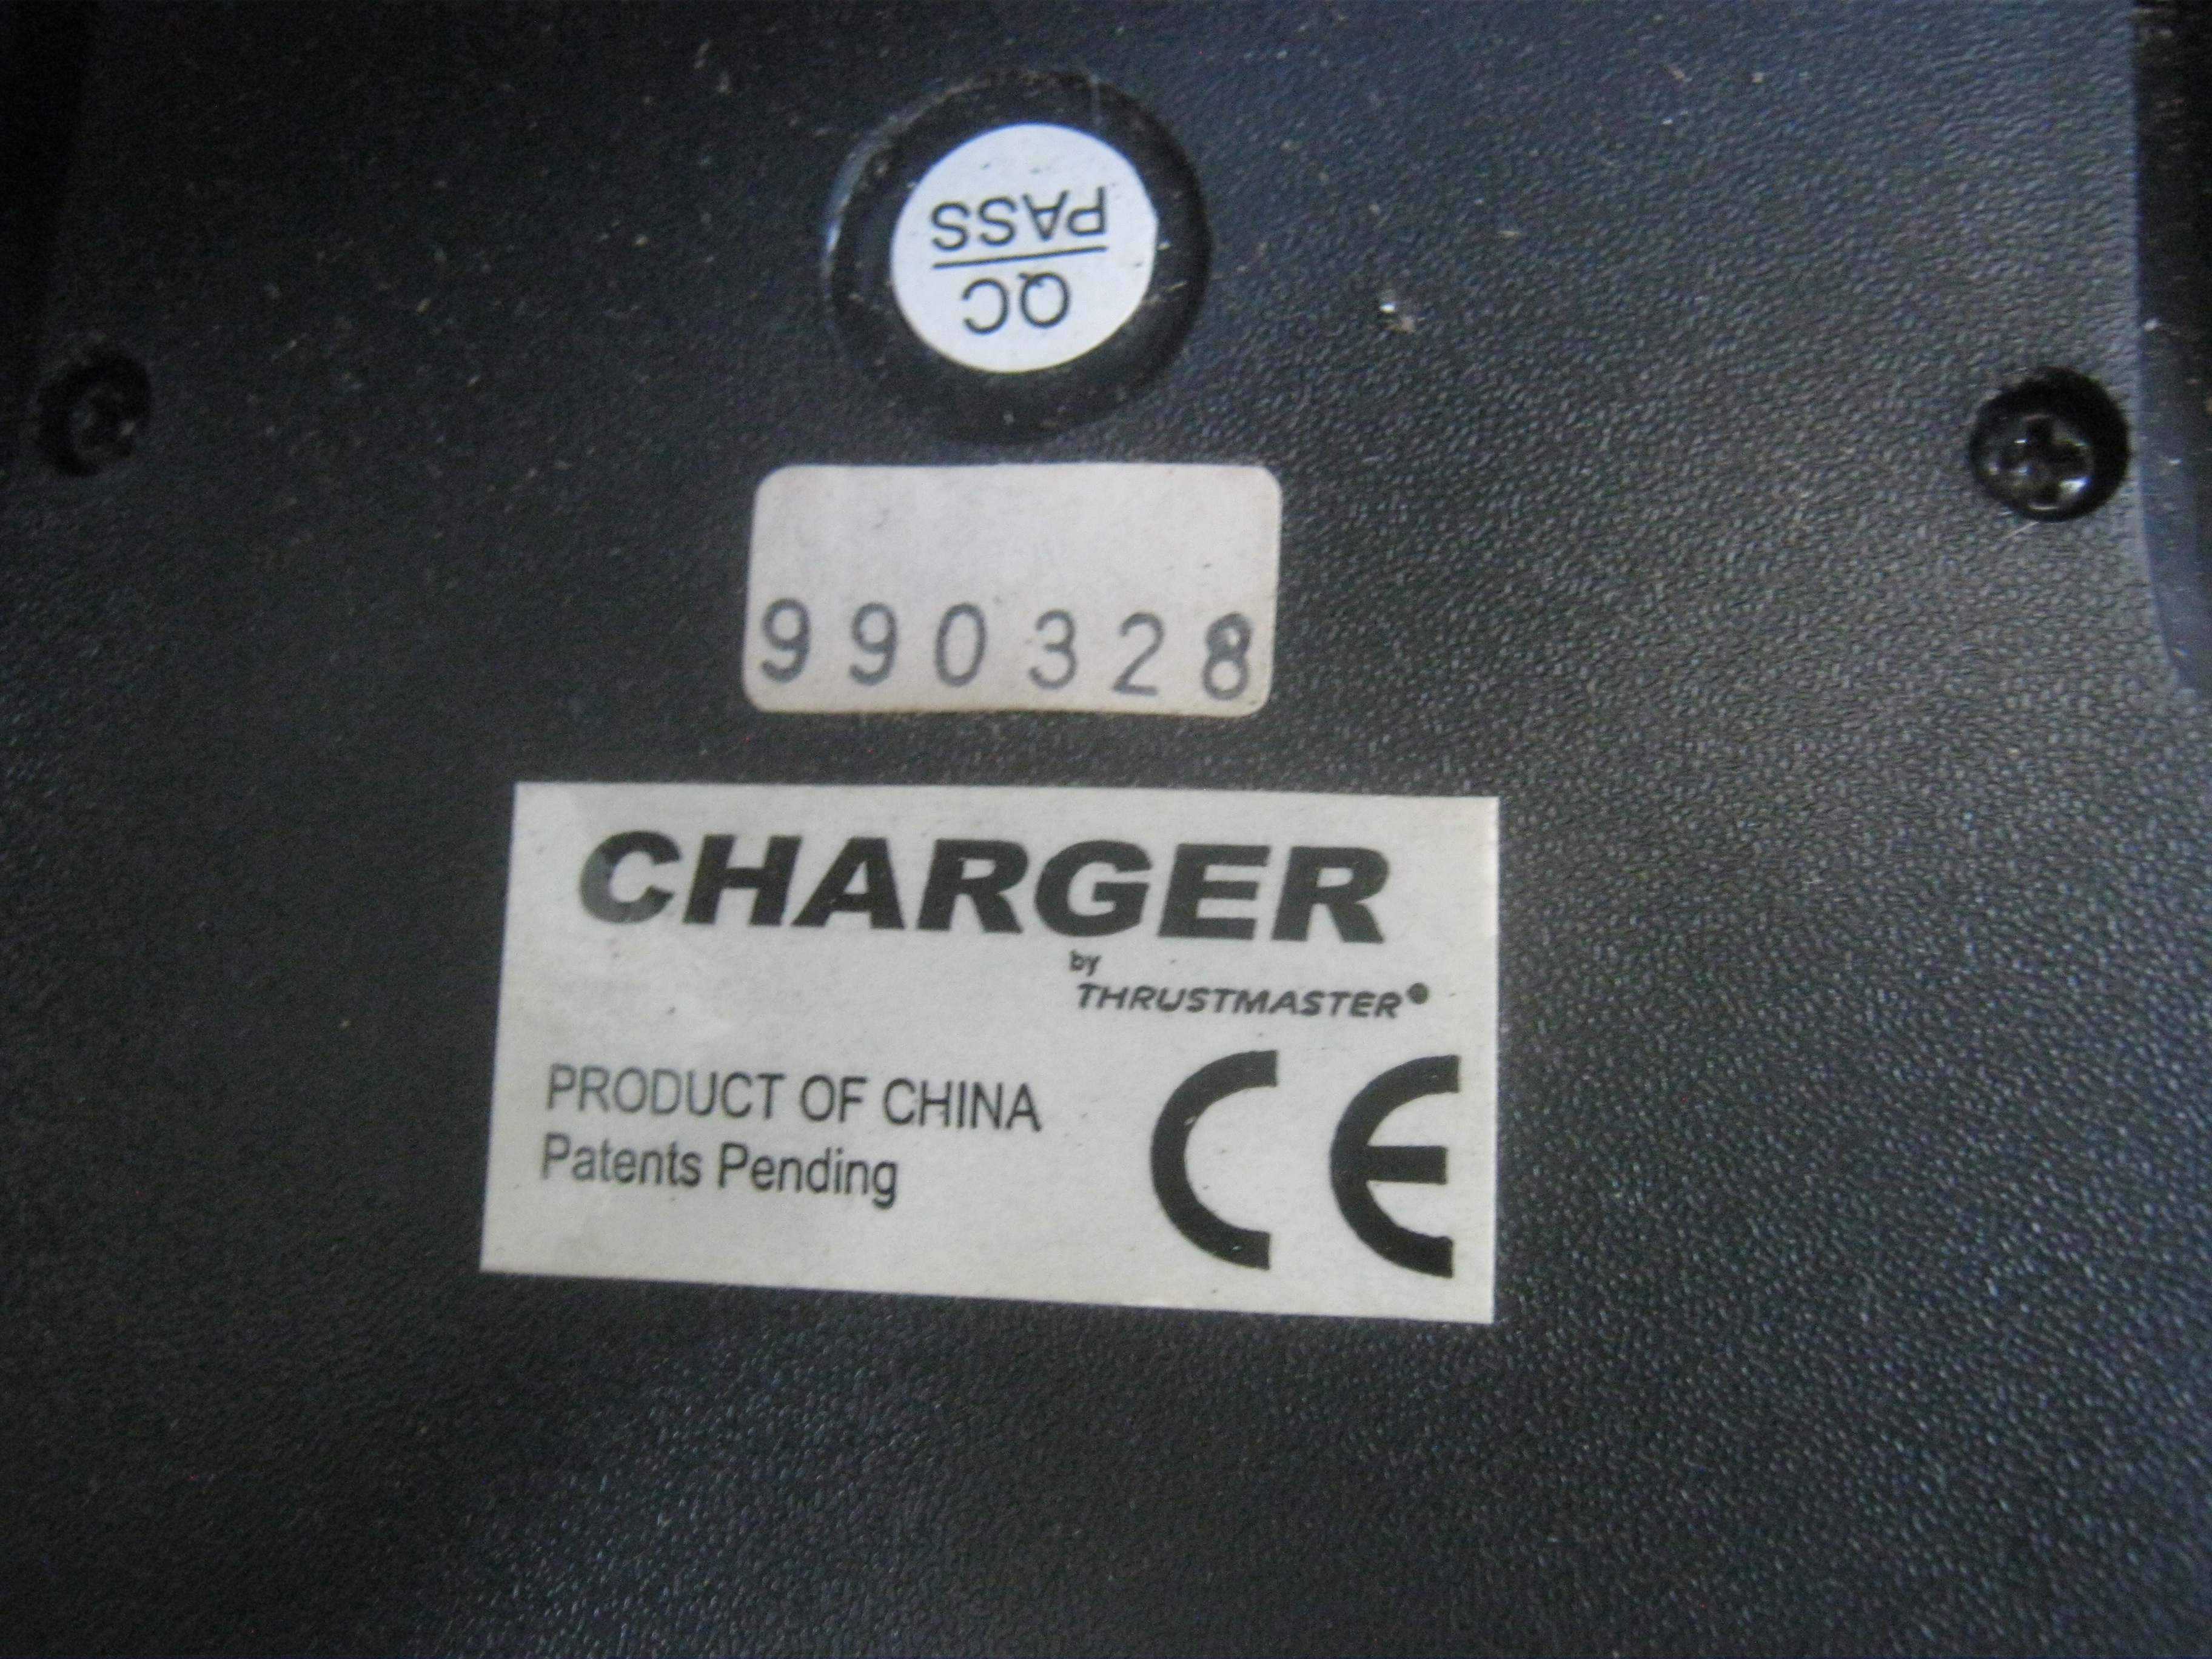 QC
PASS
990328
CHARGER
by
THRUSTMASTER®
PRODUCT OF CHINA
Patents Pending
CE